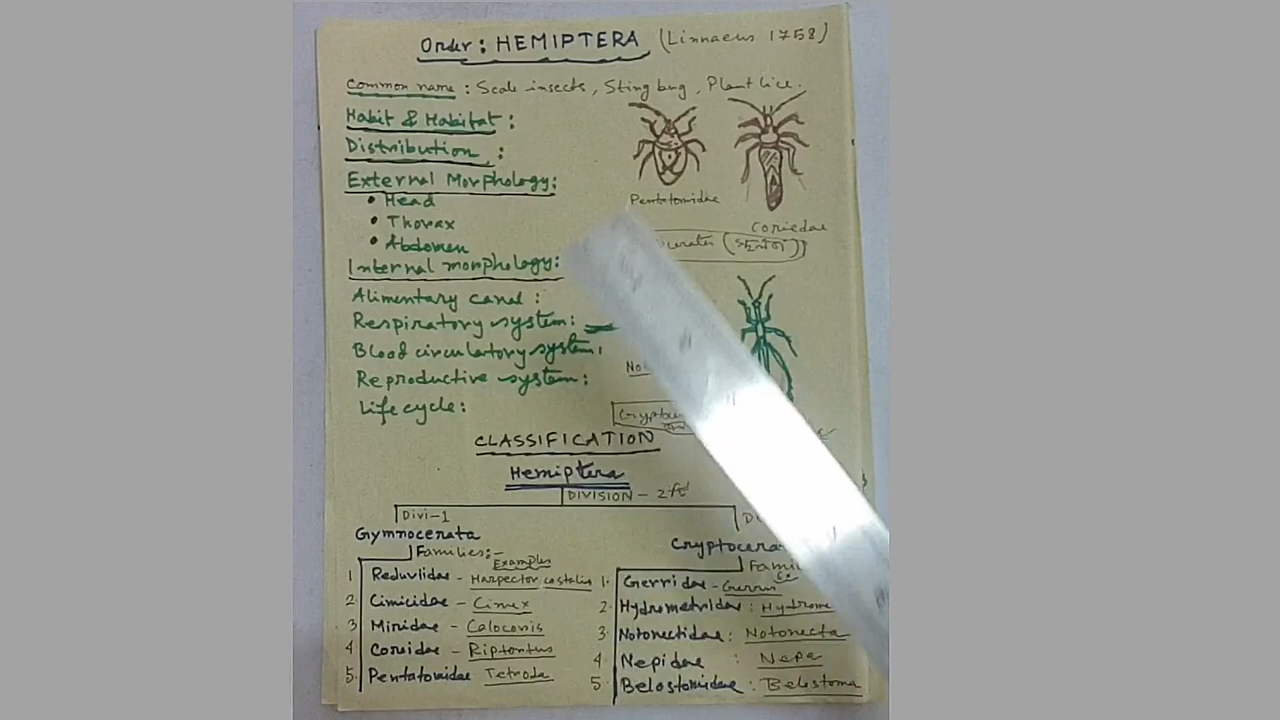 Order: HEMIPTERA (Linnaeus 1758)
Common name : Scale insects, Sting bug, Plant lice.
Habit & Habitat :
Distribution :
External Morphology:
• Head
• Thorax
• Abdomen
Internal morphology:
Alimentary canal :
Respiratory system:
Blood circulatory system:
Reproductive system:
Life cycle:
Pentatomidae
Coriedae
CLASSIFICATION
Hemiptera
DIVISION - 2
Divi-1
Gymnocerata
Families:-
Examples
1 Reduviidae - Harpector costalis
2 Cimicidae - Cimex
3 Miridae - Caloconis
4 Coreidae - Riptortus
5. Pentatomidae Tetroda
1. Gerridae - Gerrus
2. Hydrometridae :
3. Notonectidae : Notonecta
4 Nepidae : Nepa
5 Belostomidae : Belostoma